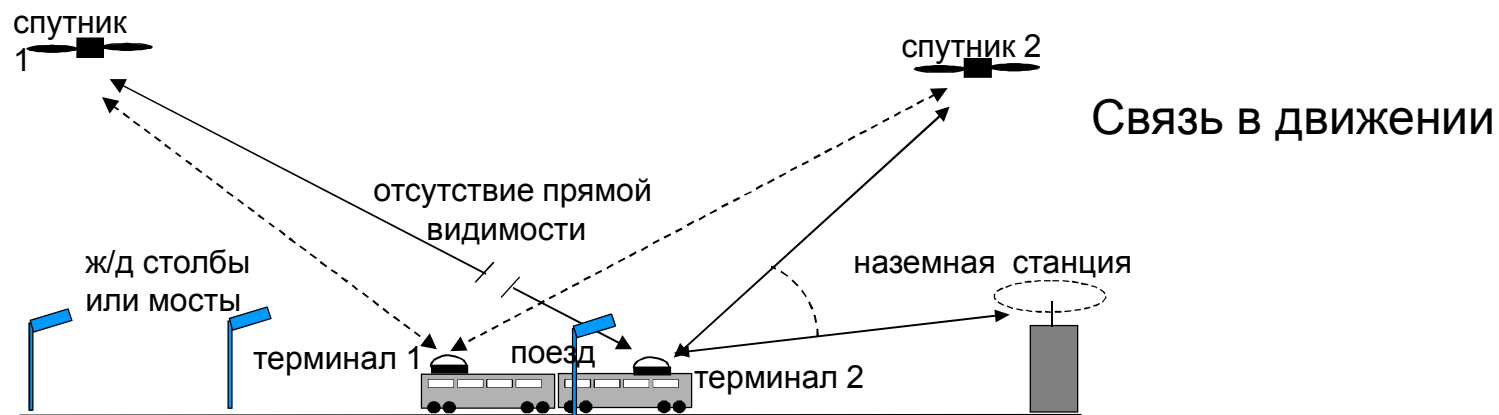 спутник
1
спутник 2
Связь в движении
отсутствие прямой
видимости
ж/д столбы
или мосты
наземная станция
терминал 1
поезд
терминал 2